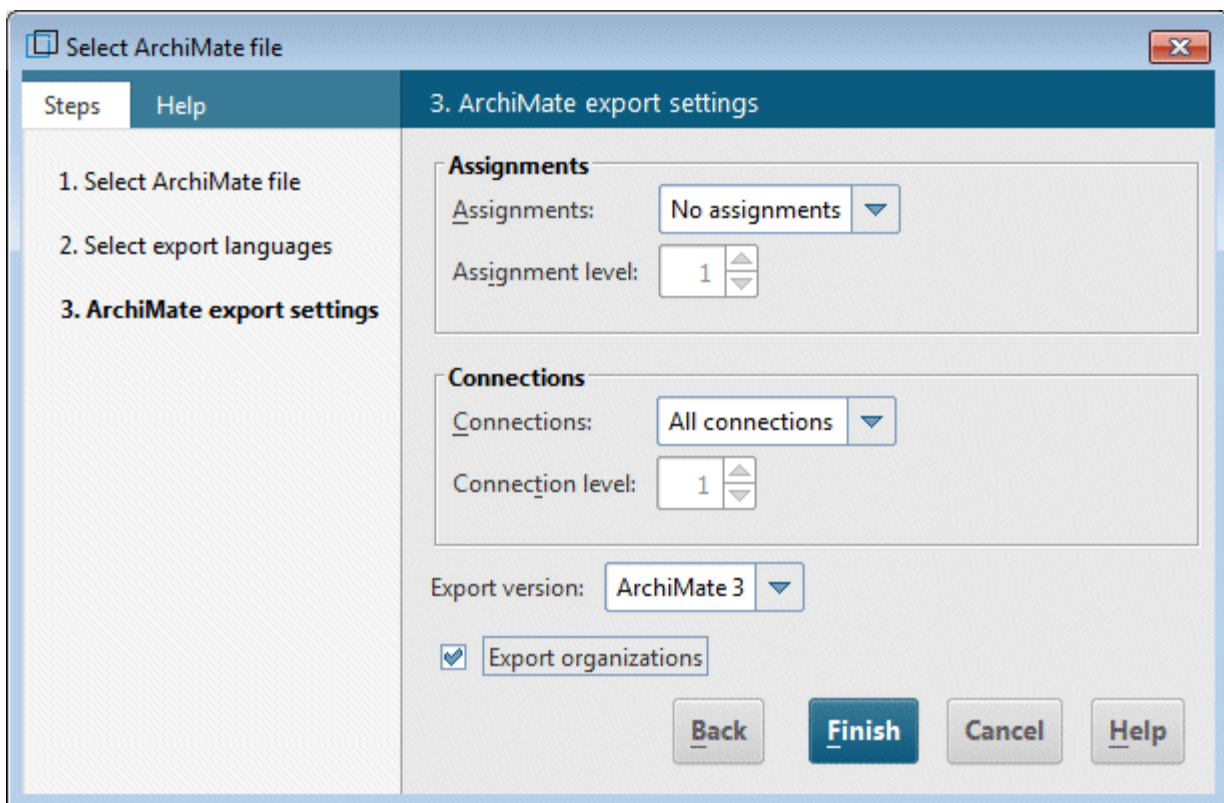 Select ArchiMate file
Steps Help
1. Select ArchiMate file
2. Select export languages
3. ArchiMate export settings
3. ArchiMate export settings
Assignments
Assignments: No assignments
Assignment level: 1
Connections
Connections: All connections
Connection level: 1
Export version: ArchiMate 3
Export organizations
Back Finish Cancel Help